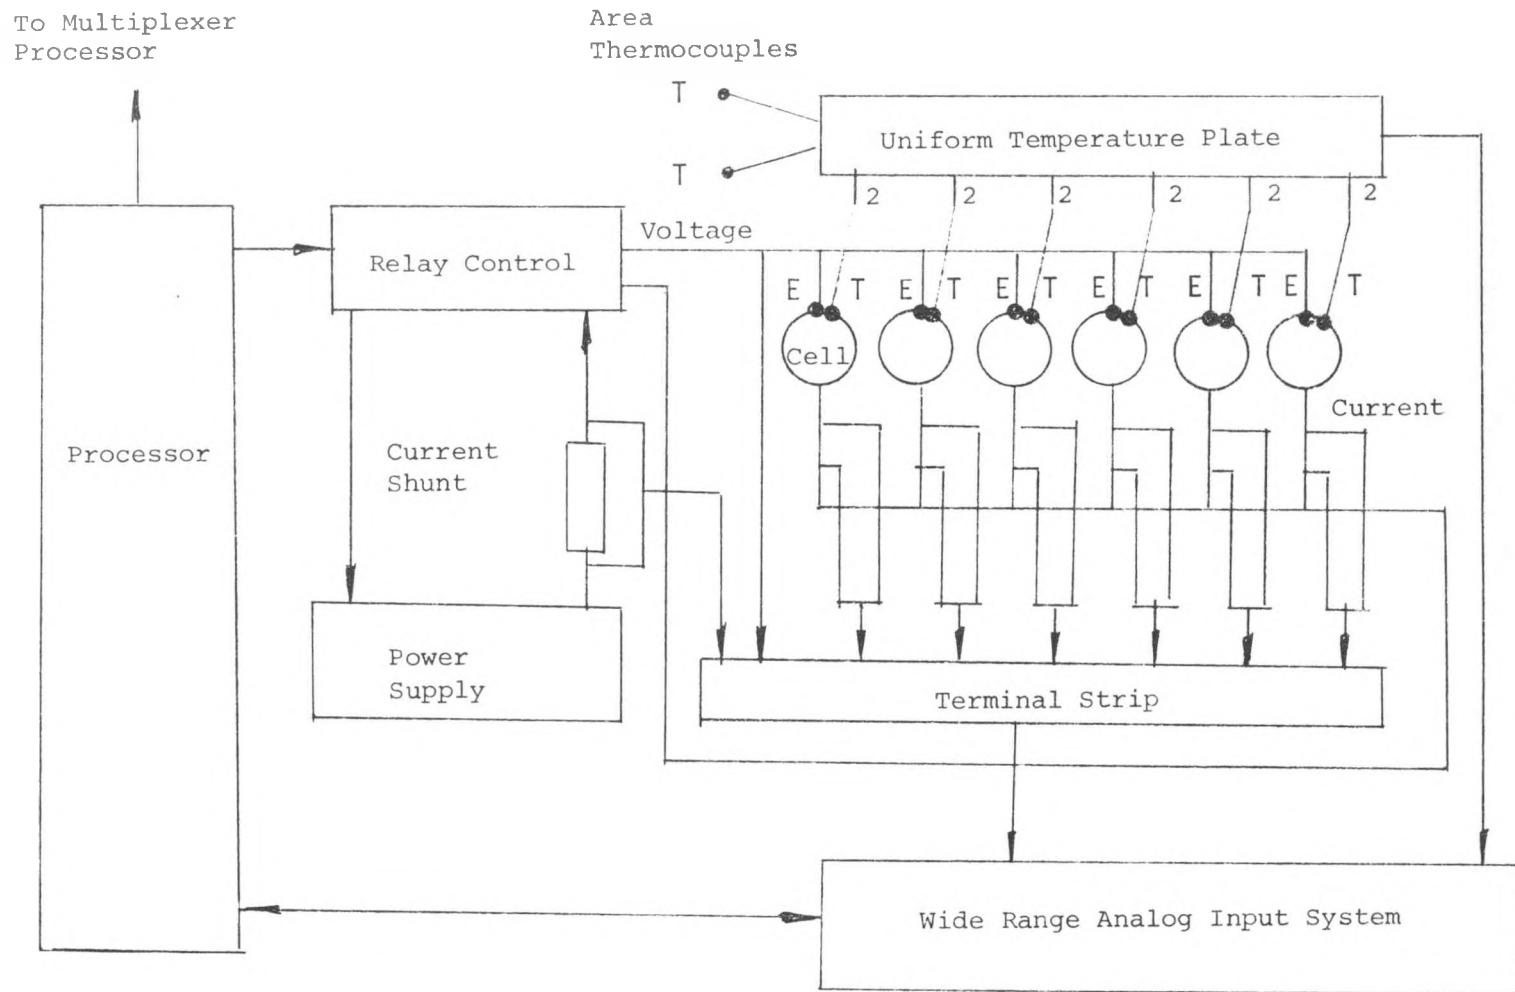 To Multiplexer
Processor
Area
Thermocouples
T
Uniform Temperature Plate
T
2 2 2 2 2 2
Voltage
Relay Control
E T E T E T E T E T E T
Cell
Current
Processor
Current
Shunt
Power
Supply
Terminal Strip
Wide Range Analog Input System